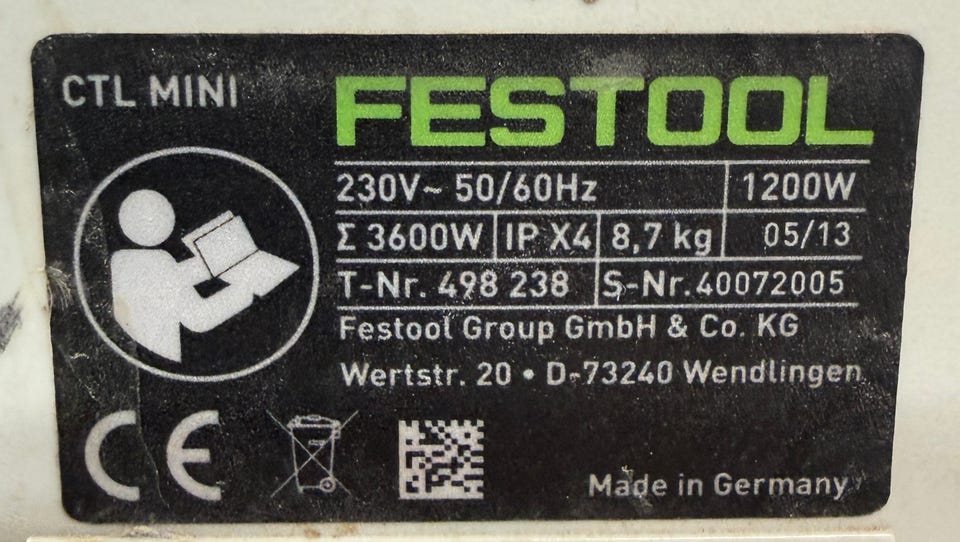 CTL MINI
FESTOOL
230V~ 50/60Hz 1200W
Σ 3600W IP X4 8,7 kg 05/13
T-Nr. 498 238 S-Nr. 40072005
Festool Group GmbH & Co. KG
Wertstr. 20 • D-73240 Wendlingen
CE
Made in Germany